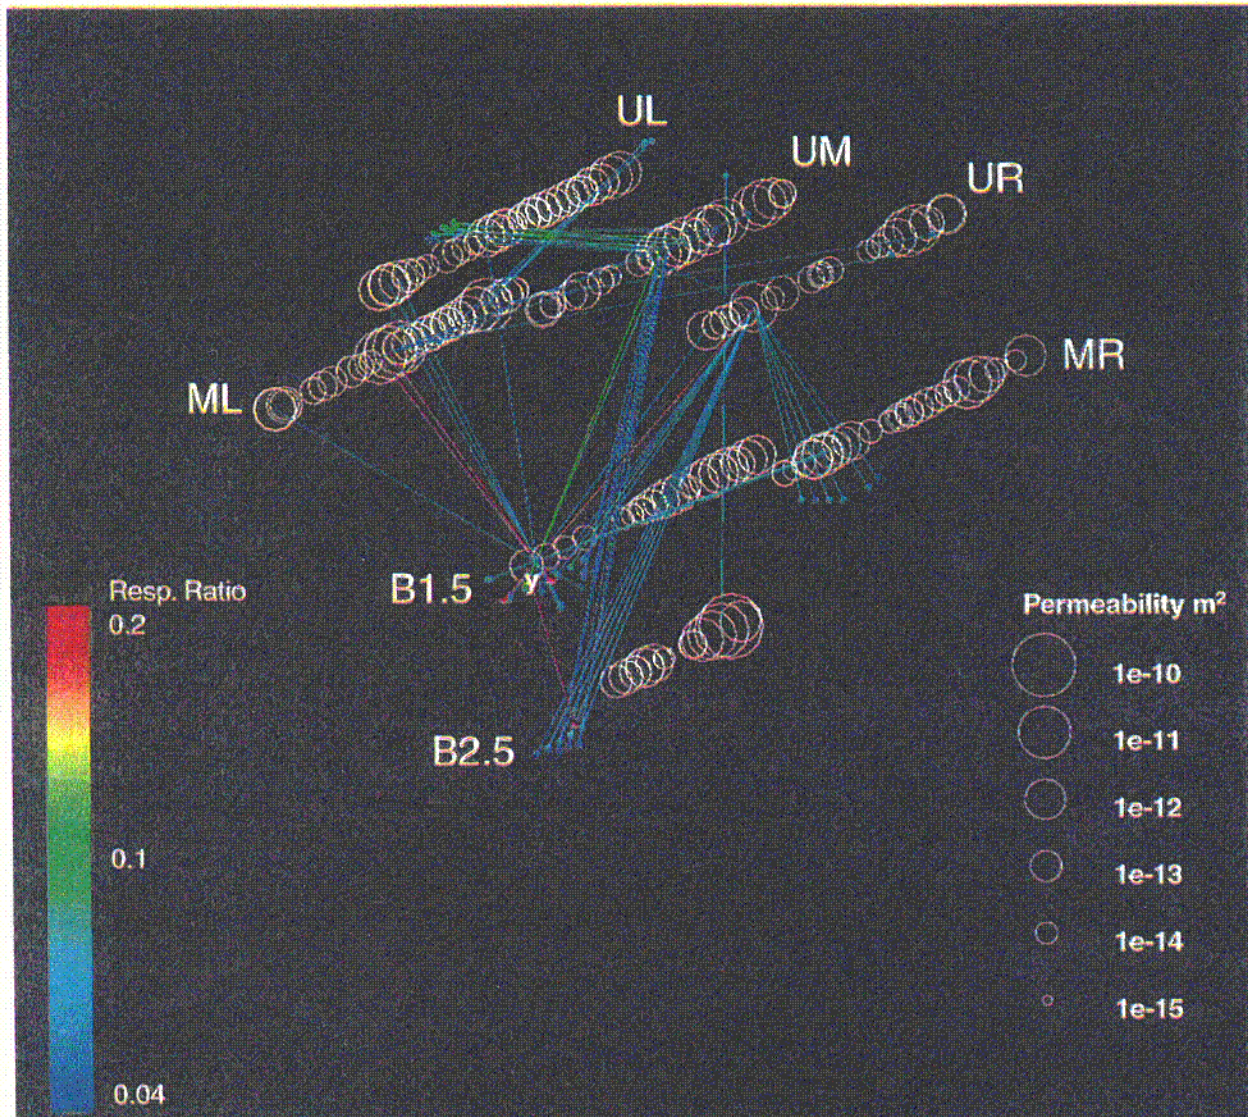 UL
UM
UR
ML
MR
B1.5
y
B2.5
Resp. Ratio
0.2
0.1
0.04
Permeability m²
1e-10
1e-11
1e-12
1e-13
1e-14
1e-15